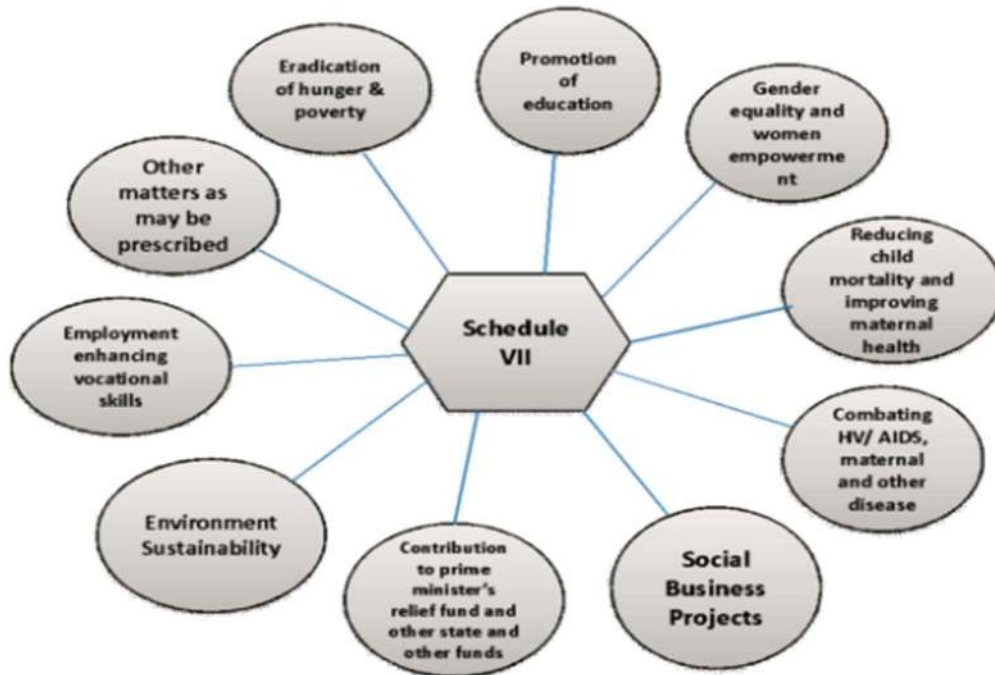 Eradication
of hunger &
poverty
Promotion
of
education
Gender
equality and
women
empowerme
nt
Other
matters as
may be
prescribed
Reducing
child
mortality and
improving
maternal
health
Schedule
VII
Employment
enhancing
vocational
skills
Combating
HV/ AIDS,
maternal
and other
disease
Environment
Sustainability
Contribution
to prime
minister's
relief fund and
other state and
other funds
Social
Business
Projects